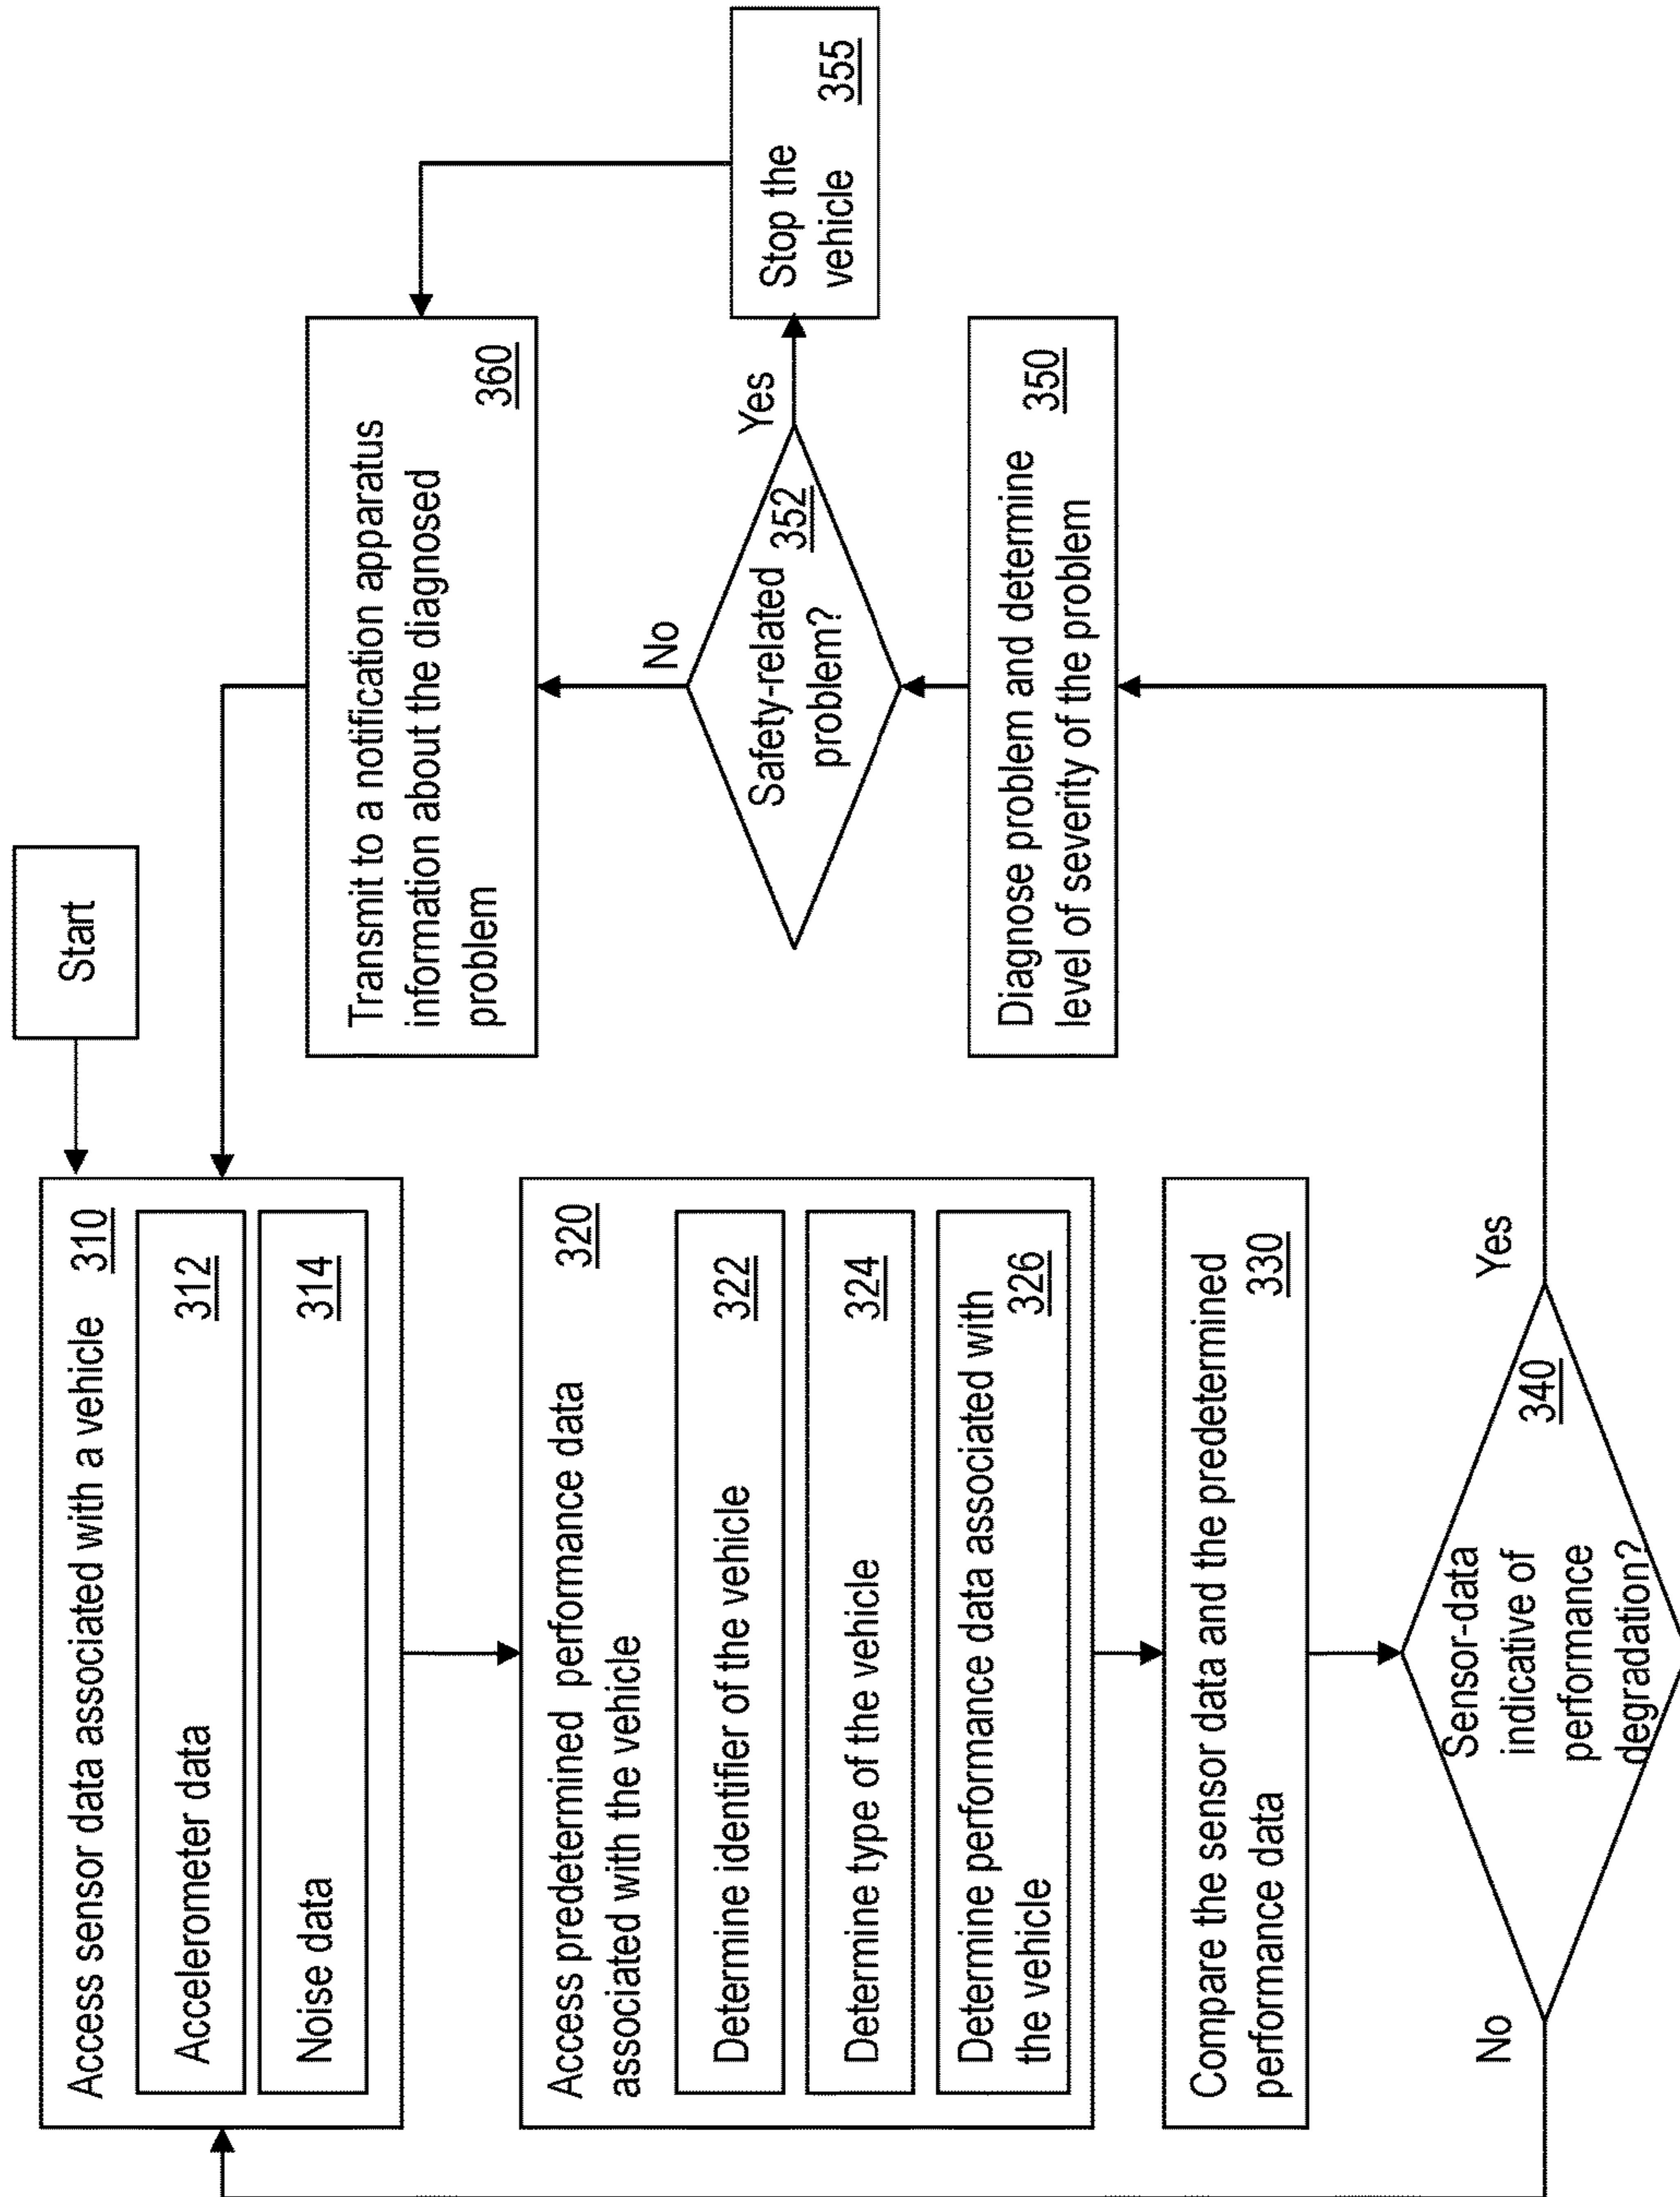 Start
Access sensor data associated with a vehicle 310
Accelerometer data 312
Noise data 314
Access predetermined performance data 320
associated with the vehicle
Determine identifier of the vehicle 322
Determine type of the vehicle 324
Determine performance data associated with
the vehicle 326
Compare the sensor data and the predetermined
performance data 330
Sensor-data 340
indicative of
performance
degradation?
No
Yes
Diagnose problem and determine
level of severity of the problem 350
Safety-related 352
problem?
No
Yes
Stop the
vehicle 355
Transmit to a notification apparatus
information about the diagnosed
problem 360